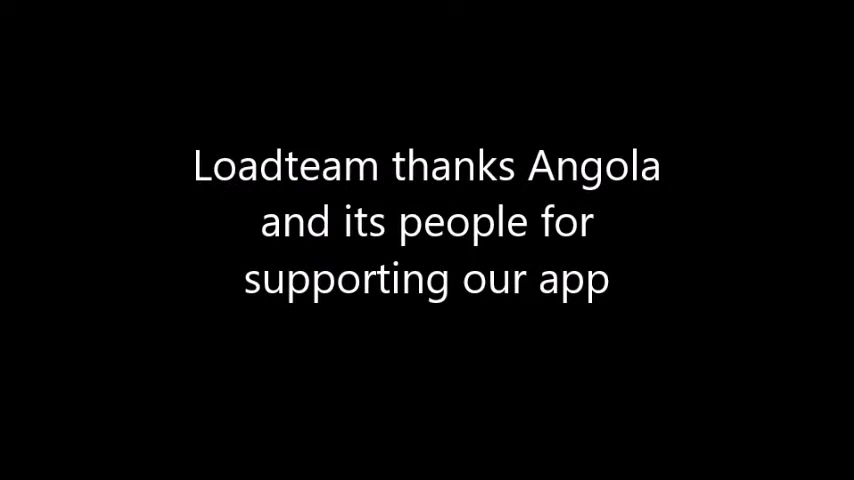 Loadteam thanks Angola
and its people for
supporting our app